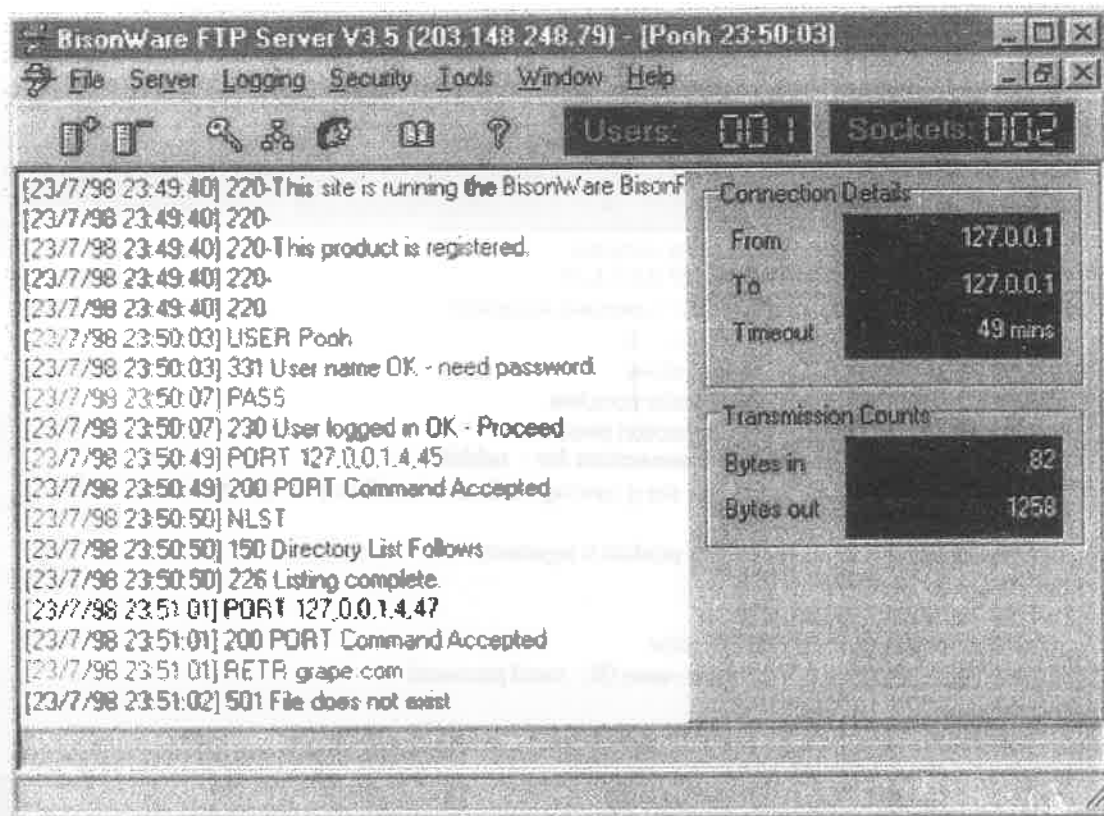 BisonWare FTP Server V3.5 (203.148.248.79) - [Pooh 23:50:03]
File Server Logging Security Tools Window Help
Users: 001 Sockets: 002
[23/7/98 23:49:40] 220-This site is running the BisonWare BisonF
[23/7/98 23:49:40] 220-
[23/7/98 23:49:40] 220-This product is registered.
[23/7/98 23:49:40] 220-
[23/7/98 23:49:40] 220
[23/7/98 23:50:03] USER Pooh
[23/7/98 23:50:03] 331 User name OK - need password.
[23/7/98 23:50:07] PASS
[23/7/98 23:50:07] 230 User logged in OK - Proceed
[23/7/98 23:50:49] PORT 127,0,0,1,4,45
[23/7/98 23:50:49] 200 PORT Command Accepted
[23/7/98 23:50:50] NLST
[23/7/98 23:50:50] 150 Directory List Follows
[23/7/98 23:50:50] 226 Listing complete.
[23/7/98 23:51:01] PORT 127,0,0,1,4,47
[23/7/98 23:51:01] 200 PORT Command Accepted
[23/7/98 23:51:01] RETR grape.com
[23/7/98 23:51:02] 501 File does not exist
Connection Details
From 127.0.0.1
To 127.0.0.1
Timeout 49 mins
Transmission Counts
Bytes in 82
Bytes out 1258